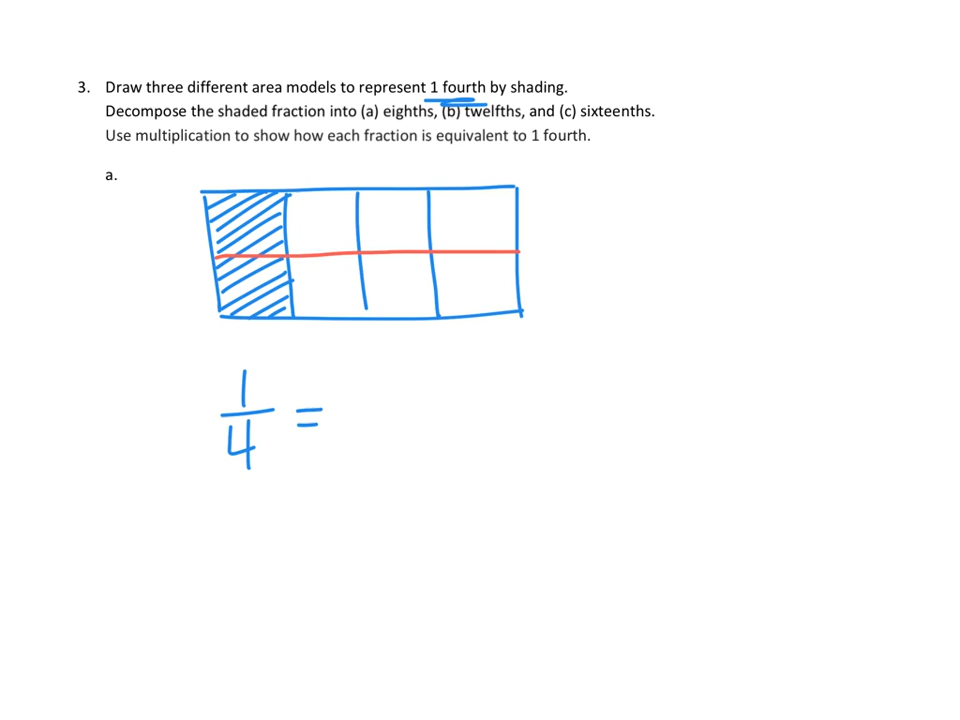 3. Draw three different area models to represent 1 fourth by shading.
Decompose the shaded fraction into (a) eighths, (b) twelfths, and (c) sixteenths.
Use multiplication to show how each fraction is equivalent to 1 fourth.
a.
1/4 =